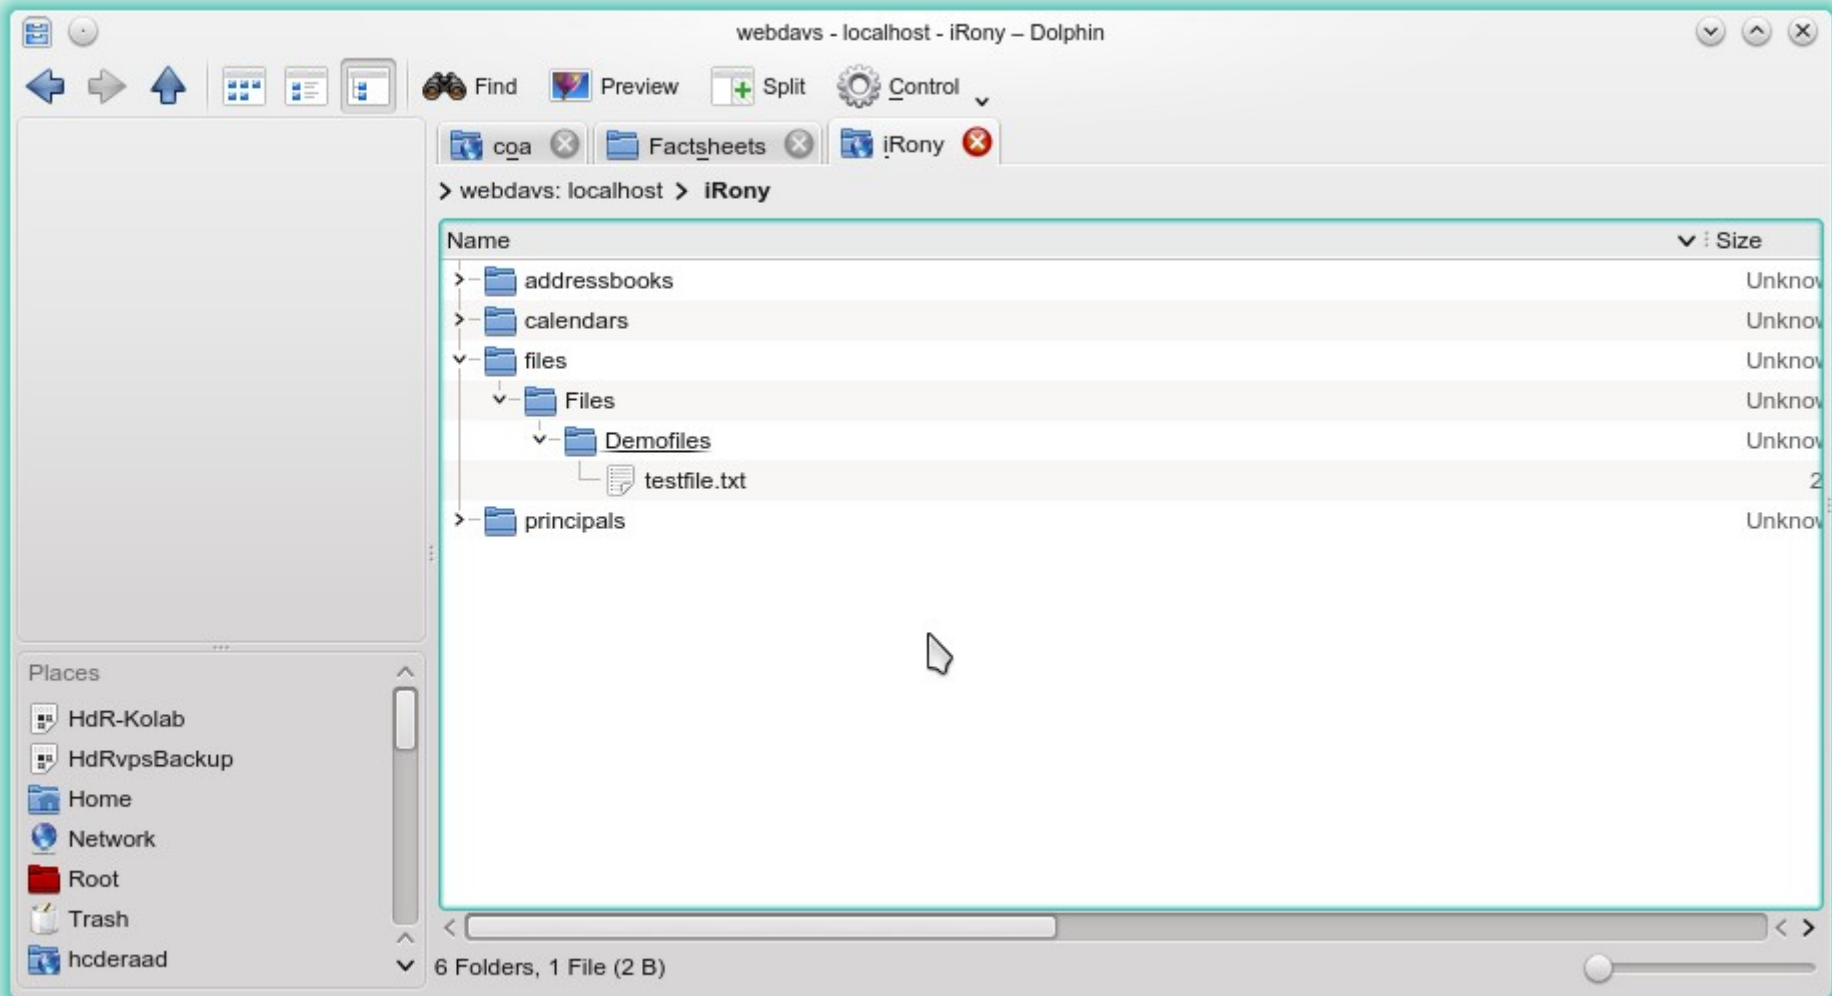 webdavs - localhost - iRony – Dolphin
Find Preview Split Control
coa Factsheets iRony
webdavs: localhost iRony
Name Size
addressbooks
calendars
files
Files
Demofiles
testfile.txt 2
principals
Places
HdR-Kolab
HdRvpsBackup
Home
Network
Root
Trash
hcderaad
6 Folders, 1 File (2 B)